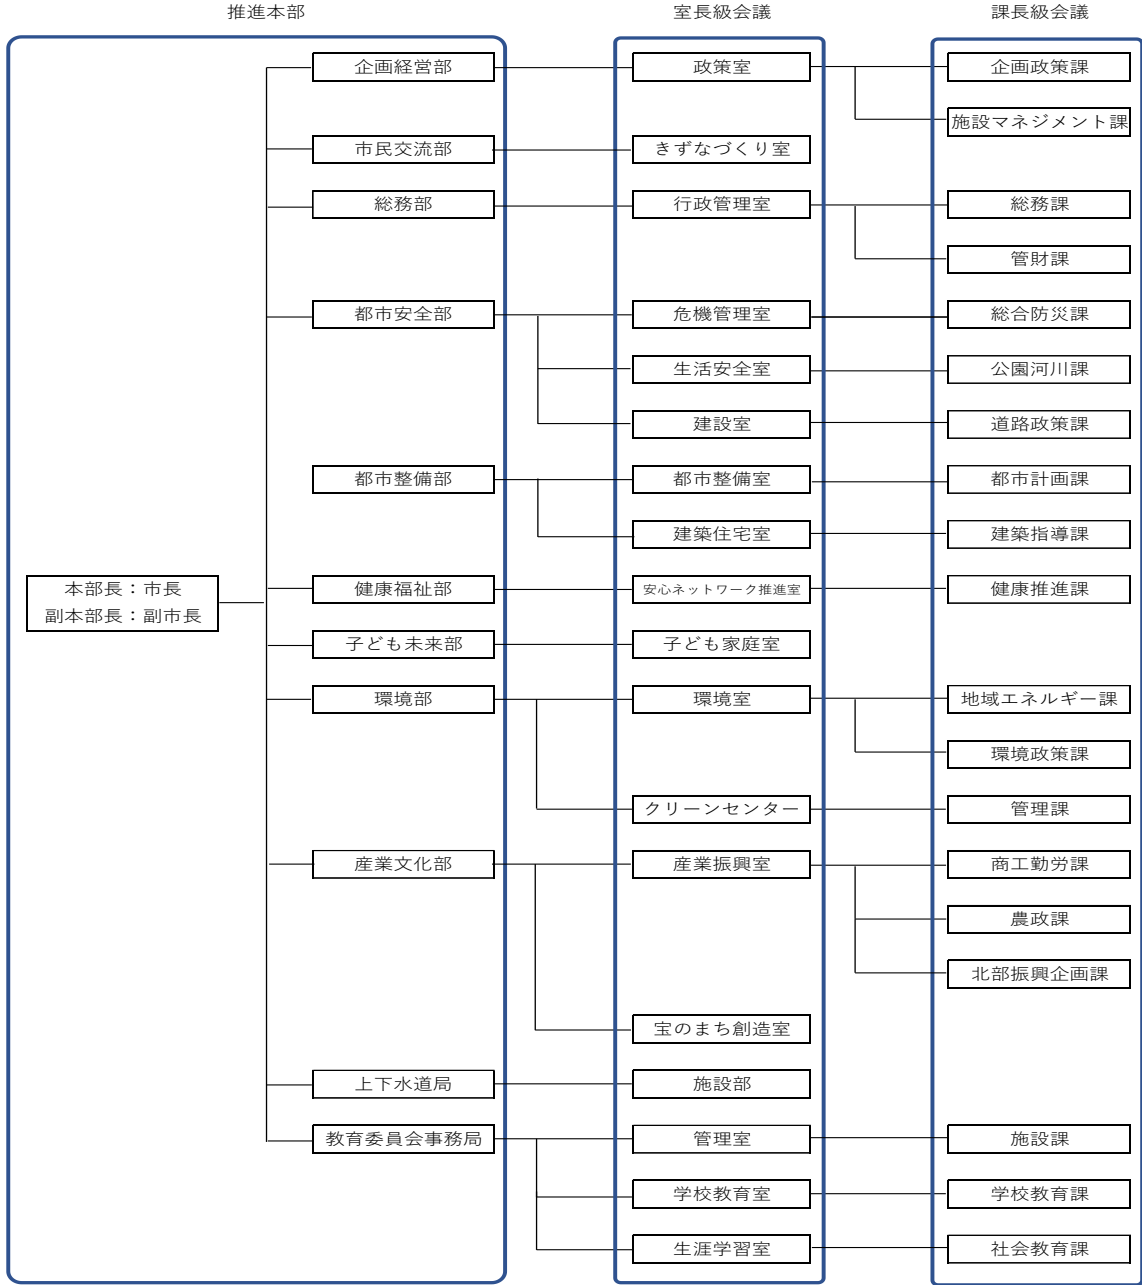 推進本部
室長級会議
課長級会議
企画経営部
政策室
企画政策課
施設マネジメント課
市民交流部
きずなづくり室
総務部
行政管理室
総務課
管財課
都市安全部
危機管理室
総合防災課
生活安全室
公園河川課
建設室
道路政策課
都市整備部
都市整備室
都市計画課
建築住宅室
建築指導課
本部長：市長
副本部長：副市長
健康福祉部
安心ネットワーク推進室
健康推進課
子ども未来部
子ども家庭室
環境部
環境室
地域エネルギー課
環境政策課
クリーンセンター
管理課
産業文化部
産業振興室
商工勤労課
農政課
北部振興企画課
宝のまち創造室
上下水道局
施設部
教育委員会事務局
管理室
施設課
学校教育室
学校教育課
生涯学習室
社会教育課